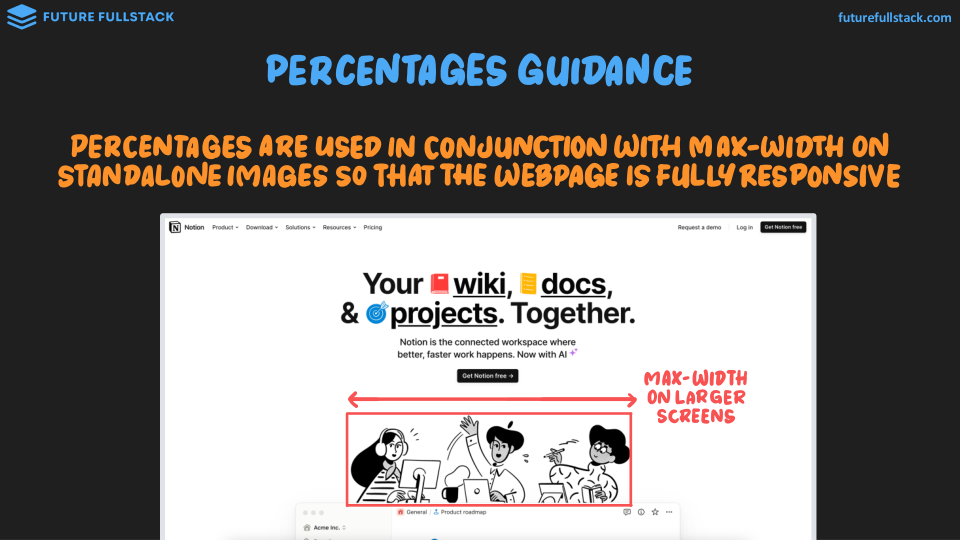 FUTURE FULLSTACK
futurefullstack.com
PERCENTAGES GUIDANCE
PERCENTAGES ARE USED IN CONJUNCTION WITH MAX-WIDTH ON
STANDALONE IMAGES SO THAT THE WEBPAGE IS FULLY RESPONSIVE
Notion Product Download Solutions Resources Pricing Request a demo Log in Get Notion free
Your wiki, docs,
& projects. Together.
Notion is the connected workspace where
better, faster work happens. Now with AI
Get Notion free →
MAX-WIDTH
ON LARGER
SCREENS
General / Product roadmap
Acme Inc.